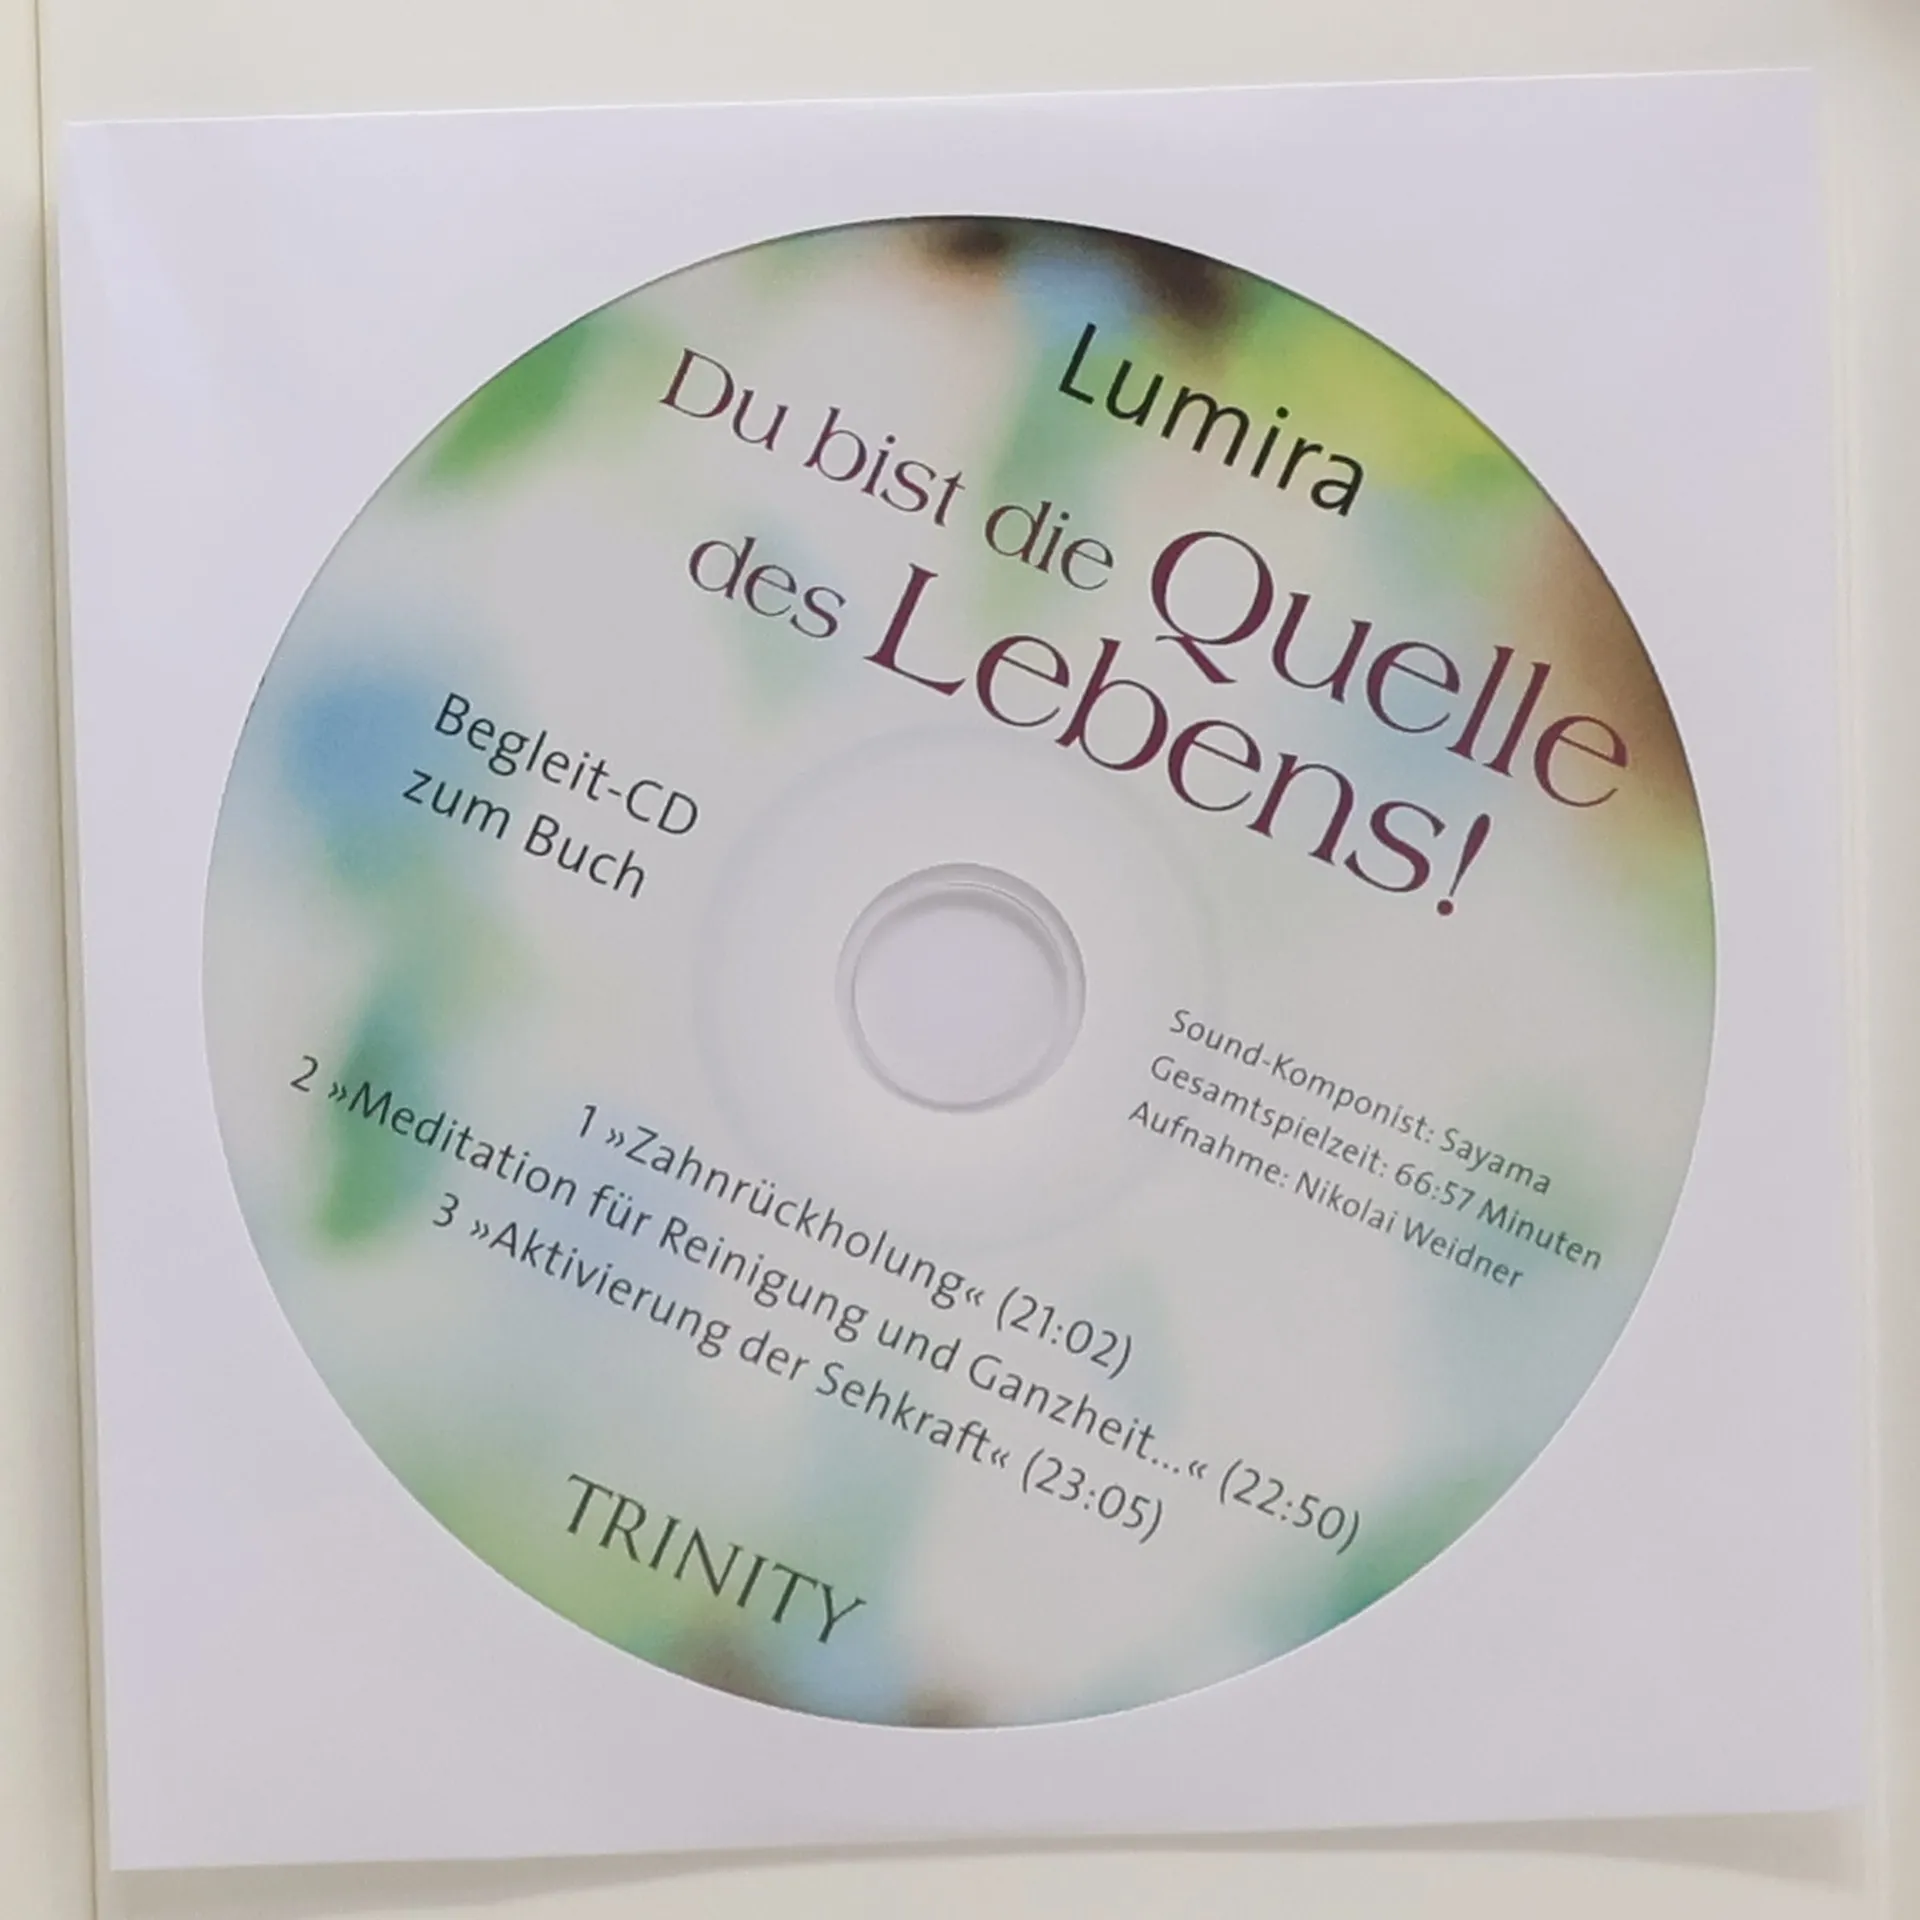 Lumira
Du bist die Quelle
des Lebens!
Begleit-CD
zum Buch
Sound-Komponist: Sayama
Gesamtspielzeit: 66:57 Minuten
Aufnahme: Nikolai Weidner
1 »Zahnrückholung« (21:02)
2 »Meditation für Reinigung und Ganzheit...« (22:50)
3 »Aktivierung der Sehkraft« (23:05)
TRINITY